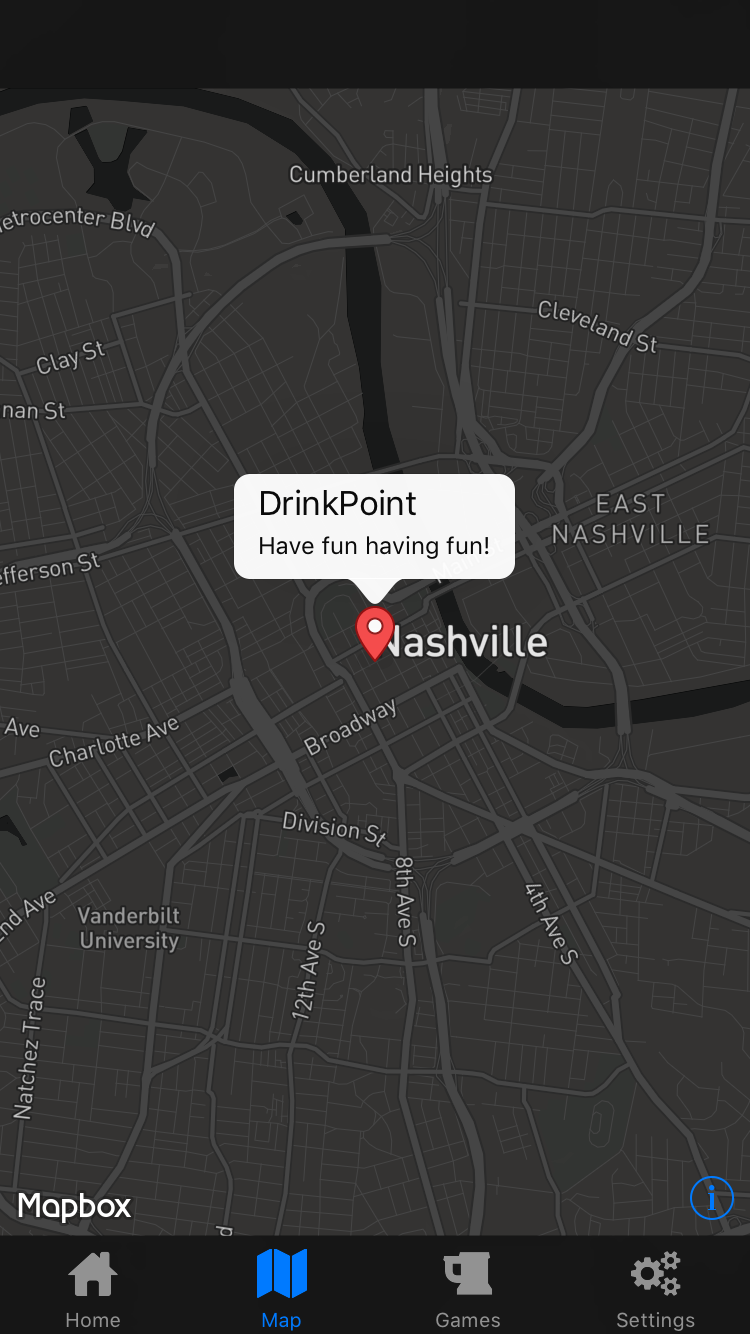 Cumberland Heights
etrocenter Blvd
Cleveland St
Clay St
nan St
DrinkPoint
Have fun having fun!
EAST
NASHVILLE
Main St
efferson St
Nashville
Ave
Charlotte Ave
Broadway
Division St
8th Ave S
4th Ave S
nd Ave
Vanderbilt
University
12th Ave S
Natchez Trace
Mapbox
i
d
Home
Map
Games
Settings